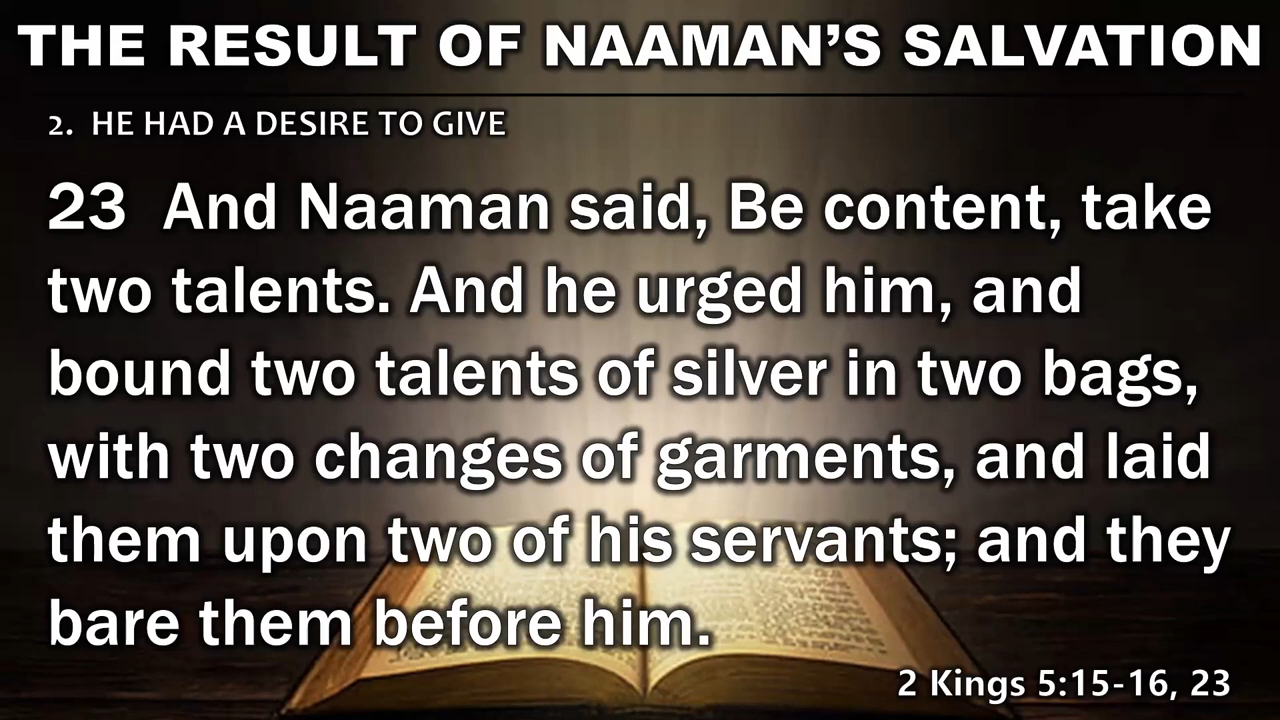 THE RESULT OF NAAMAN’S SALVATION
2. HE HAD A DESIRE TO GIVE
23 And Naaman said, Be content, take
two talents. And he urged him, and
bound two talents of silver in two bags,
with two changes of garments, and laid
them upon two of his servants; and they
bare them before him.
2 Kings 5:15-16, 23